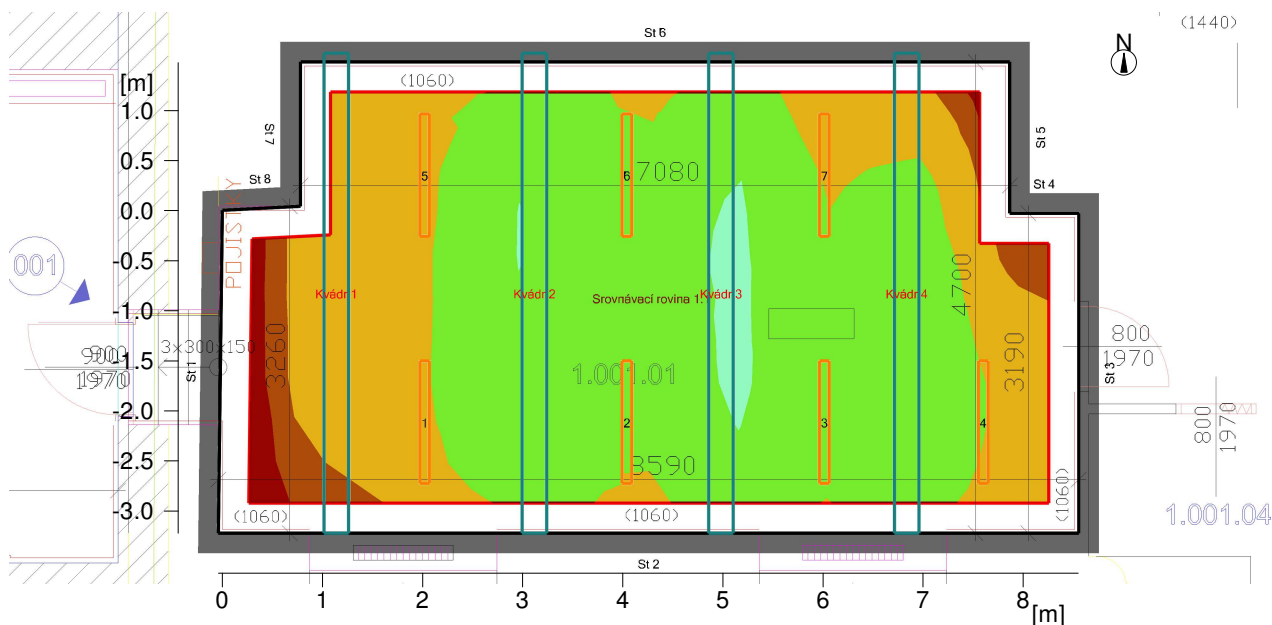 (1440)
N
St 6
[m]
(1060)
1.0
St 7
St 5
0.5
5
6
7
7080
St 8
St 4
0.0
POJISTKY
-0.5
001
4700
Kvádr 1
Kvádr 2
Srovnávací rovina 1.
Kvádr 3
Kvádr 4
-1.0
800
1970
3×300×150
900
1970
3260
3190
St 1
St 3
-1.5
1.001.01
-2.0
1
2
3
4
800
1970
-2.5
8590
-3.0
(1060)
(1060)
(1060)
1.001.04
St 2
0 1 2 3 4 5 6 7 8 [m]